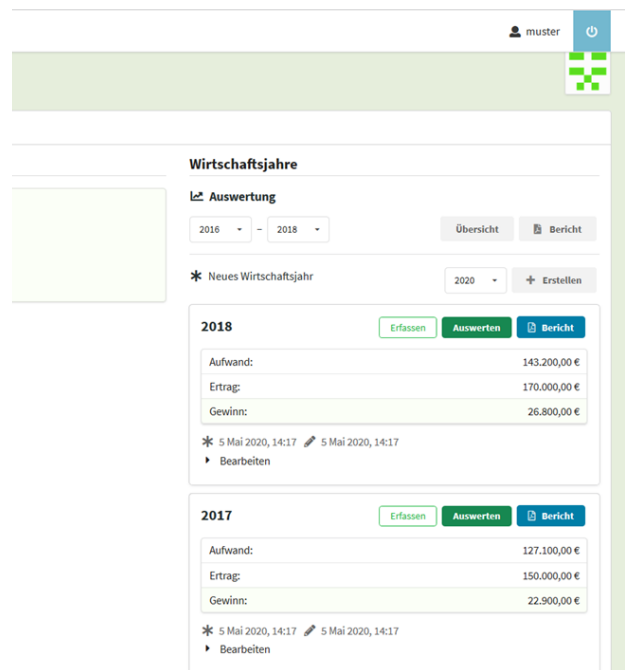 muster
Wirtschaftsjahre
Auswertung
2016 – 2018 Übersicht Bericht
Neues Wirtschaftsjahr 2020 Erstellen
2018 Erfassen Auswerten Bericht
Aufwand: 143.200,00 €
Ertrag: 170.000,00 €
Gewinn: 26.800,00 €
5 Mai 2020, 14:17 5 Mai 2020, 14:17
Bearbeiten
2017 Erfassen Auswerten Bericht
Aufwand: 127.100,00 €
Ertrag: 150.000,00 €
Gewinn: 22.900,00 €
5 Mai 2020, 14:17 5 Mai 2020, 14:17
Bearbeiten